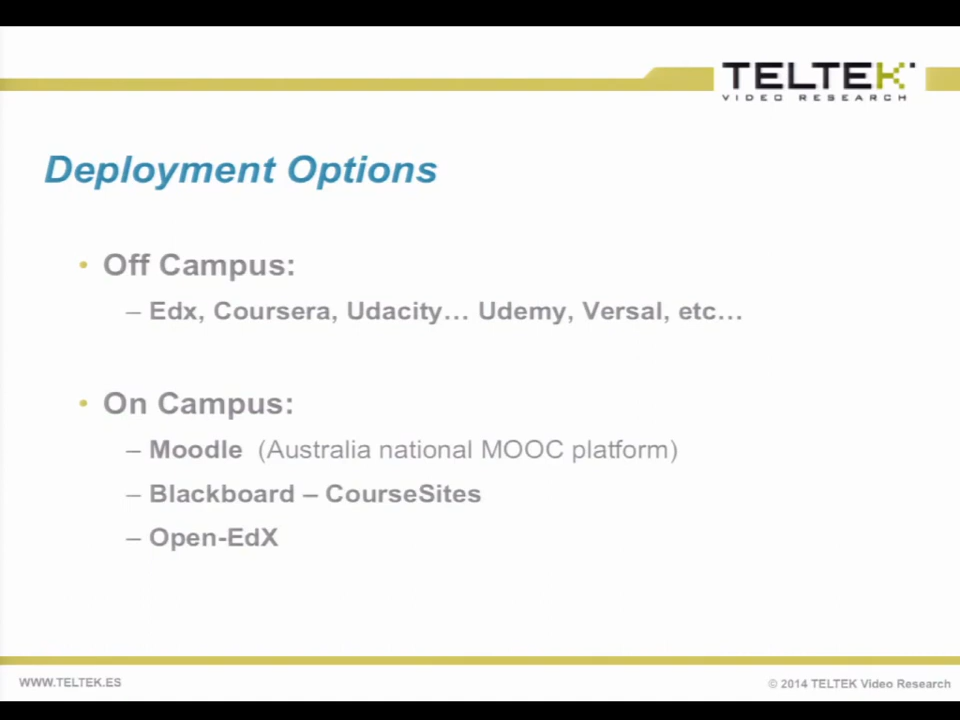 TELTEK
VIDEO RESEARCH
Deployment Options
• Off Campus:
– Edx, Coursera, Udacity… Udemy, Versal, etc…
• On Campus:
– Moodle (Australia national MOOC platform)
– Blackboard – CourseSites
– Open-EdX
WWW.TELTEK.ES
© 2014 TELTEK Video Research